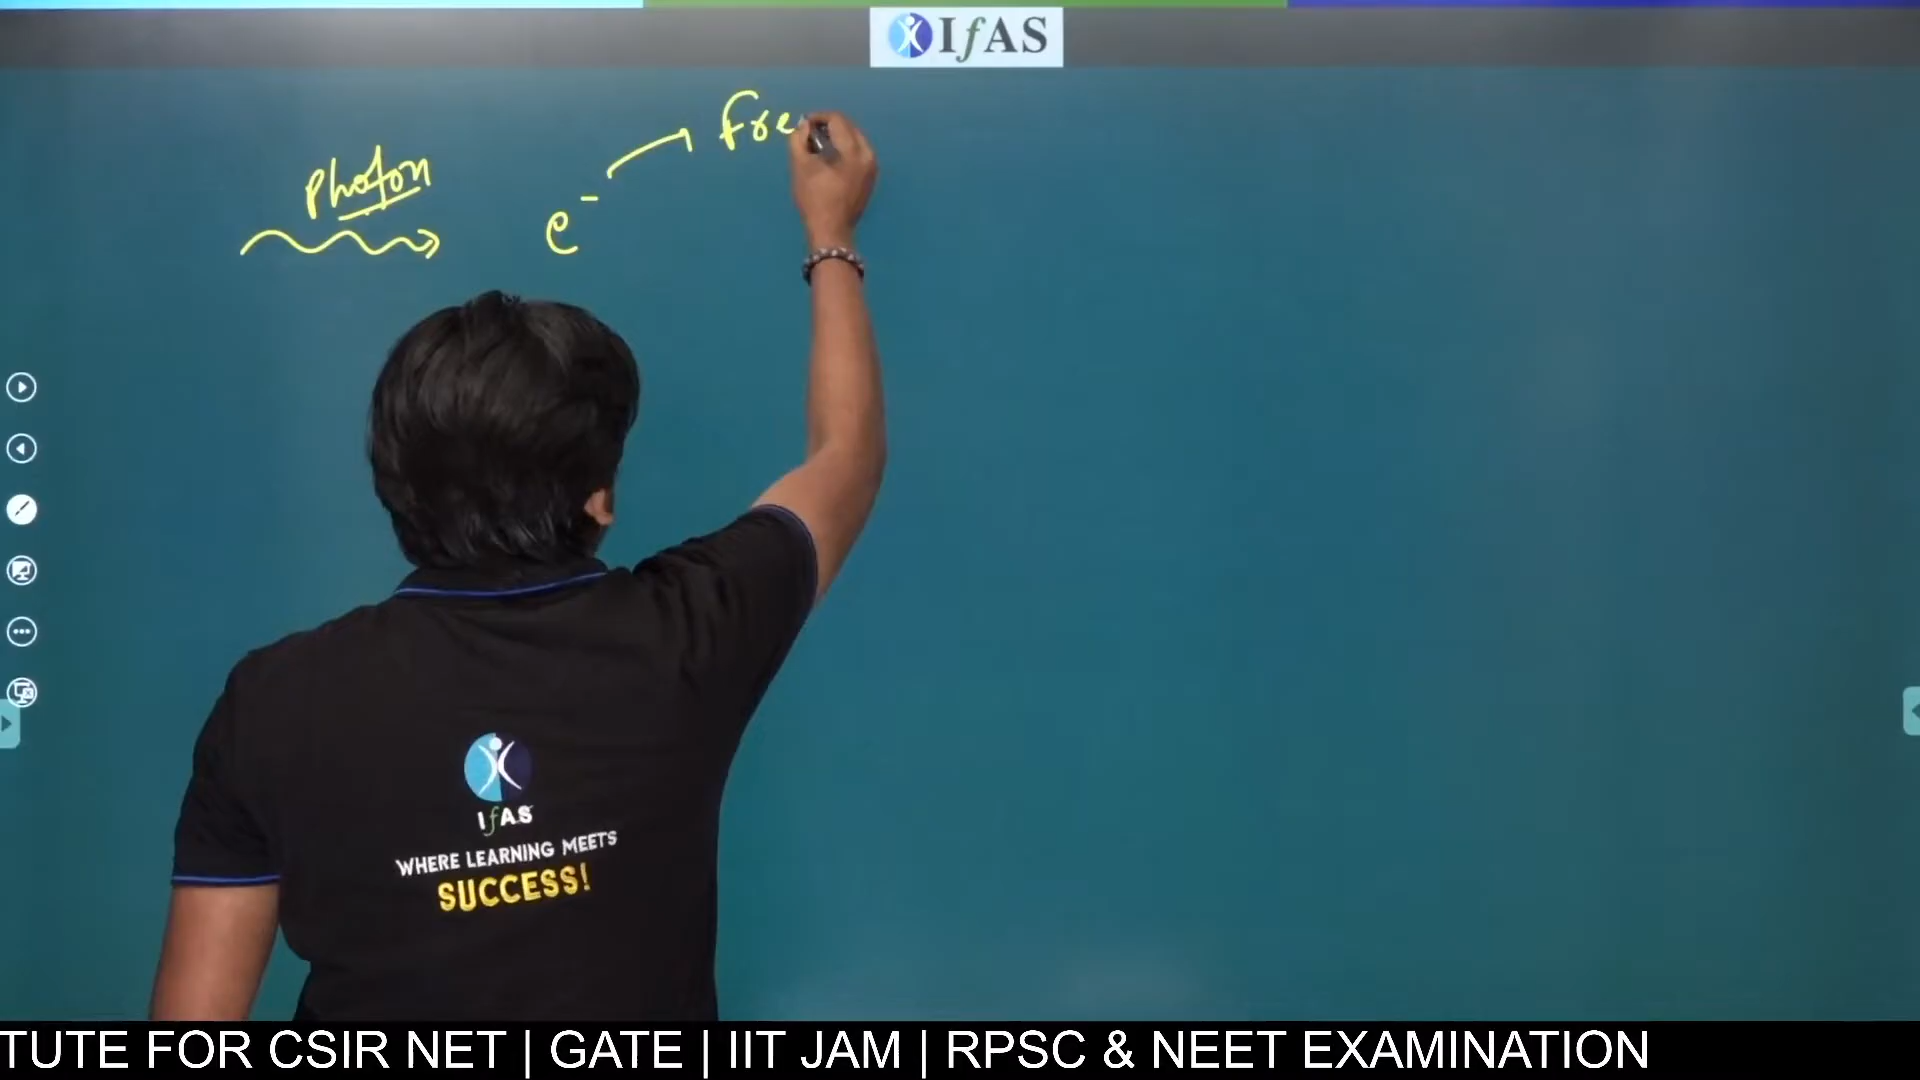 IfAS
Fre
Photon
e⁻
IfAS
WHERE LEARNING MEETS
SUCCESS!
TUTE FOR CSIR NET | GATE | IIT JAM | RPSC & NEET EXAMINATION